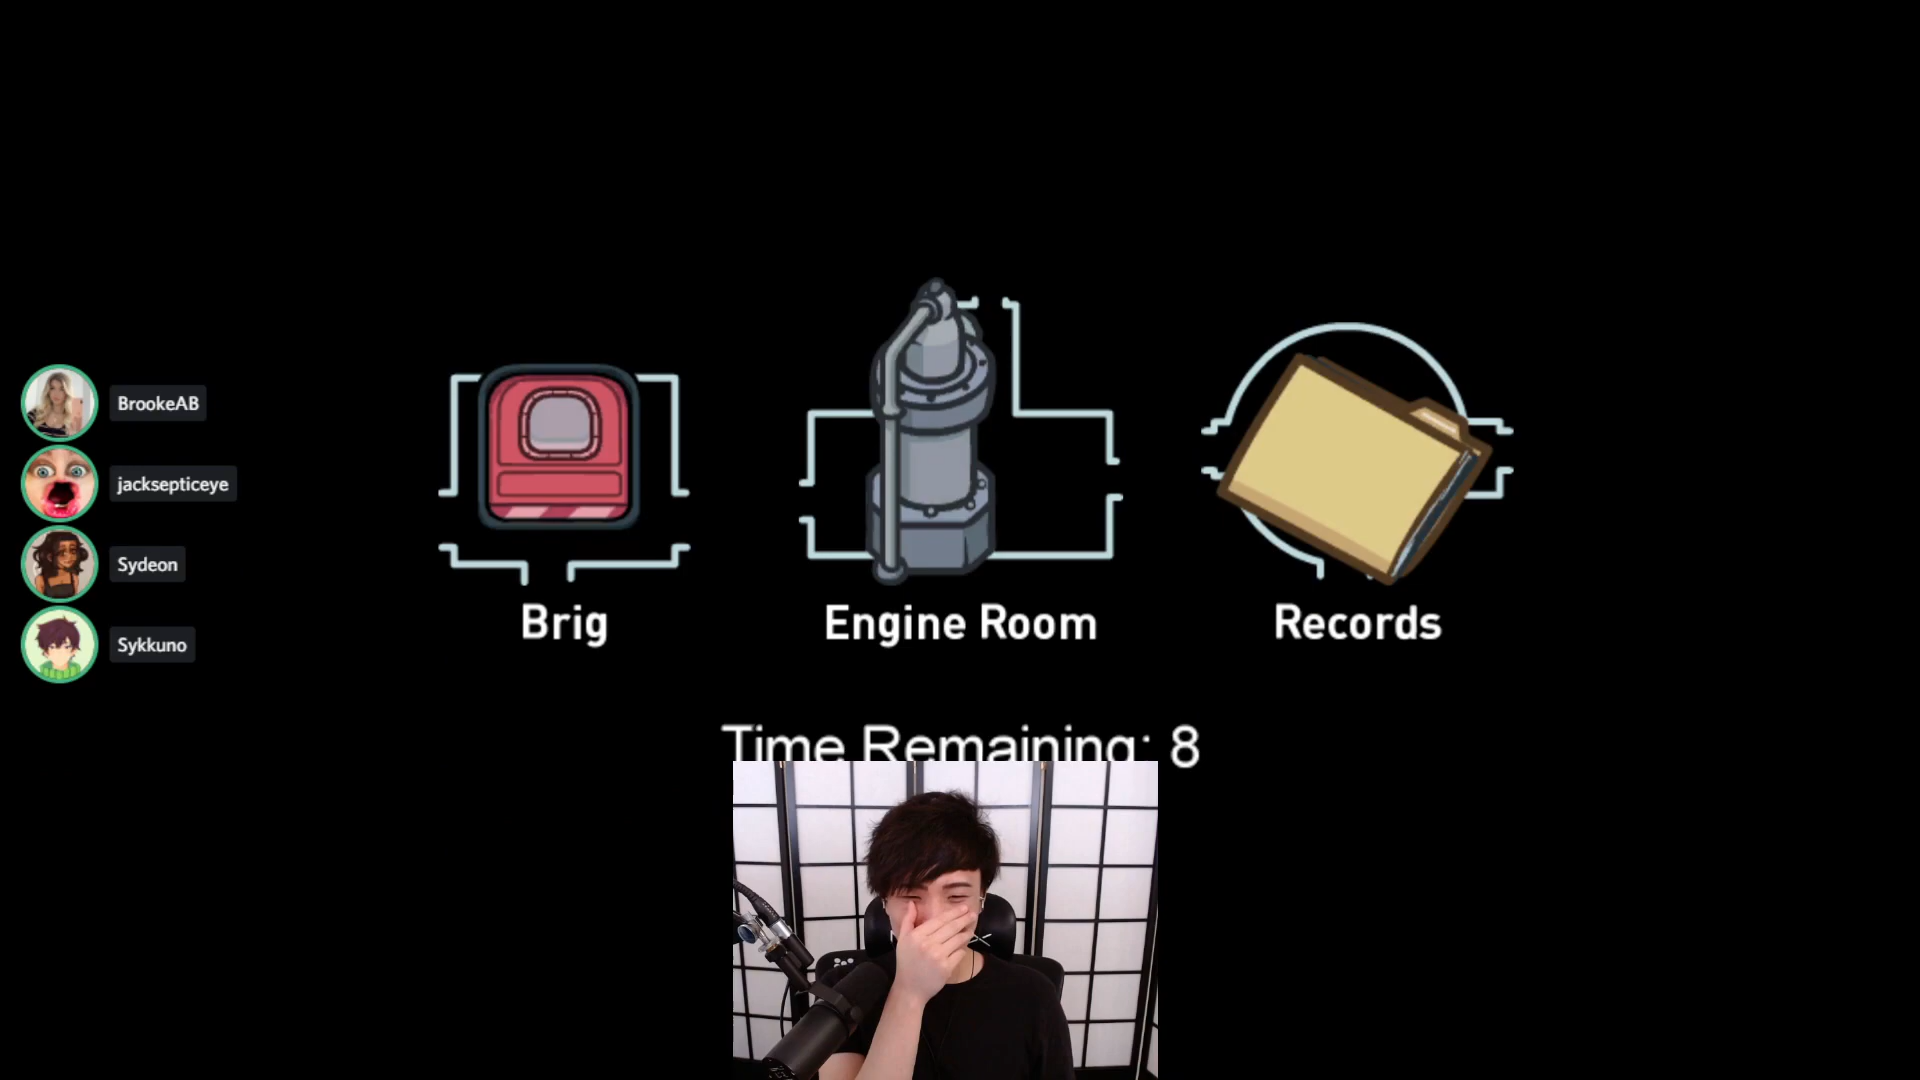 BrookeAB
jacksepticeye
Sydeon
Sykkuno
Brig
Engine Room
Records
Time Remaining: 8